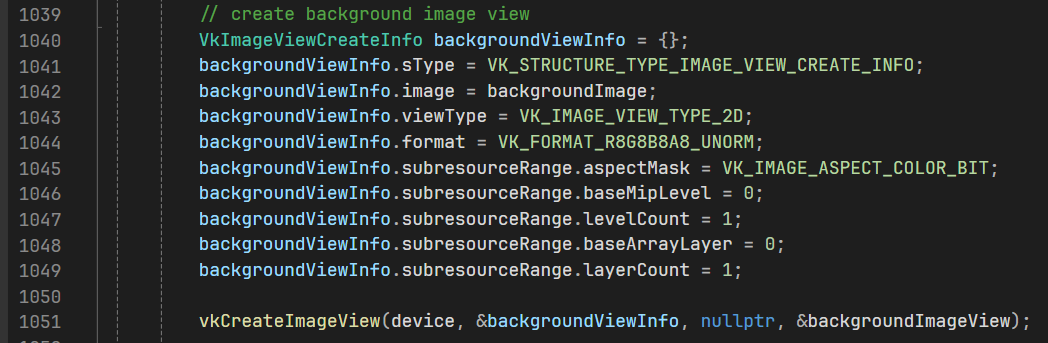 1039 // create background image view
1040 VkImageViewCreateInfo backgroundViewInfo = {};
1041 backgroundViewInfo.sType = VK_STRUCTURE_TYPE_IMAGE_VIEW_CREATE_INFO;
1042 backgroundViewInfo.image = backgroundImage;
1043 backgroundViewInfo.viewType = VK_IMAGE_VIEW_TYPE_2D;
1044 backgroundViewInfo.format = VK_FORMAT_R8G8B8A8_UNORM;
1045 backgroundViewInfo.subresourceRange.aspectMask = VK_IMAGE_ASPECT_COLOR_BIT;
1046 backgroundViewInfo.subresourceRange.baseMipLevel = 0;
1047 backgroundViewInfo.subresourceRange.levelCount = 1;
1048 backgroundViewInfo.subresourceRange.baseArrayLayer = 0;
1049 backgroundViewInfo.subresourceRange.layerCount = 1;
1050
1051 vkCreateImageView(device, &backgroundViewInfo, nullptr, &backgroundImageView);